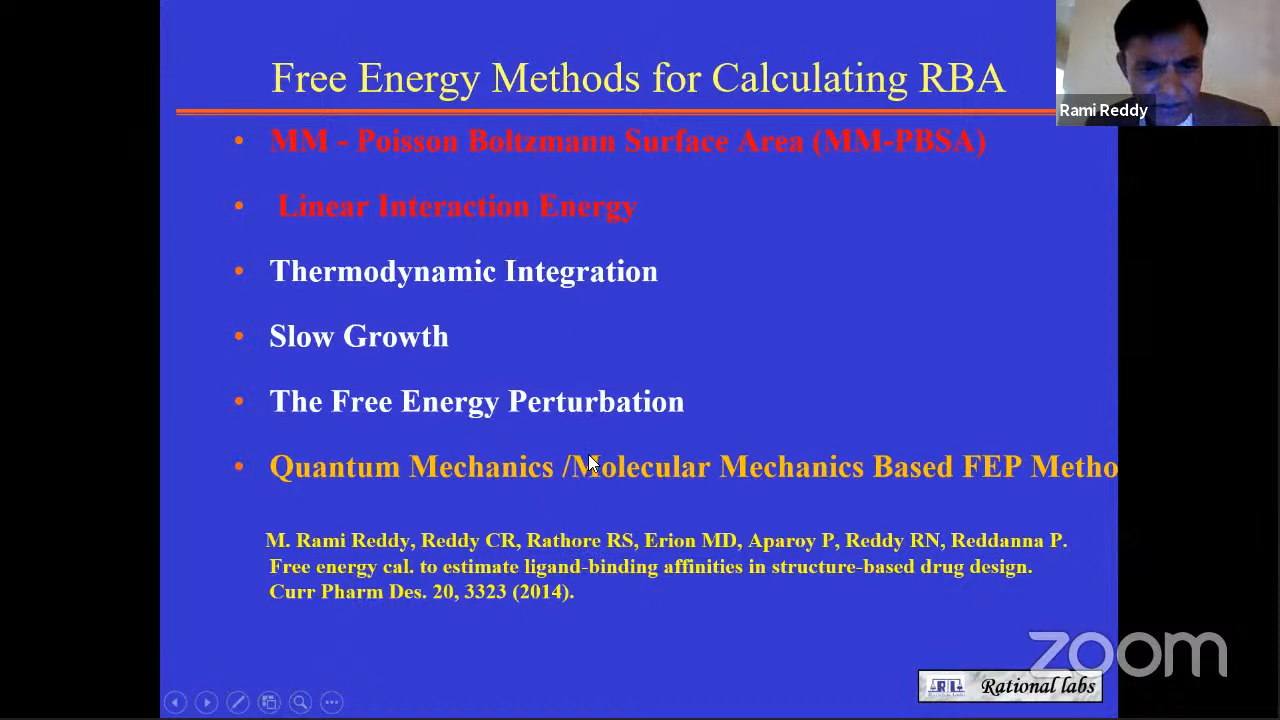 Free Energy Methods for Calculating RBA
Rami Reddy
• MM - Poisson Boltzmann Surface Area (MM-PBSA)
• Linear Interaction Energy
• Thermodynamic Integration
• Slow Growth
• The Free Energy Perturbation
• Quantum Mechanics /Molecular Mechanics Based FEP Metho
M. Rami Reddy, Reddy CR, Rathore RS, Erion MD, Aparoy P, Reddy RN, Reddanna P.
Free energy cal. to estimate ligand-binding affinities in structure-based drug design.
Curr Pharm Des. 20, 3323 (2014).
zoom
RL Rational labs